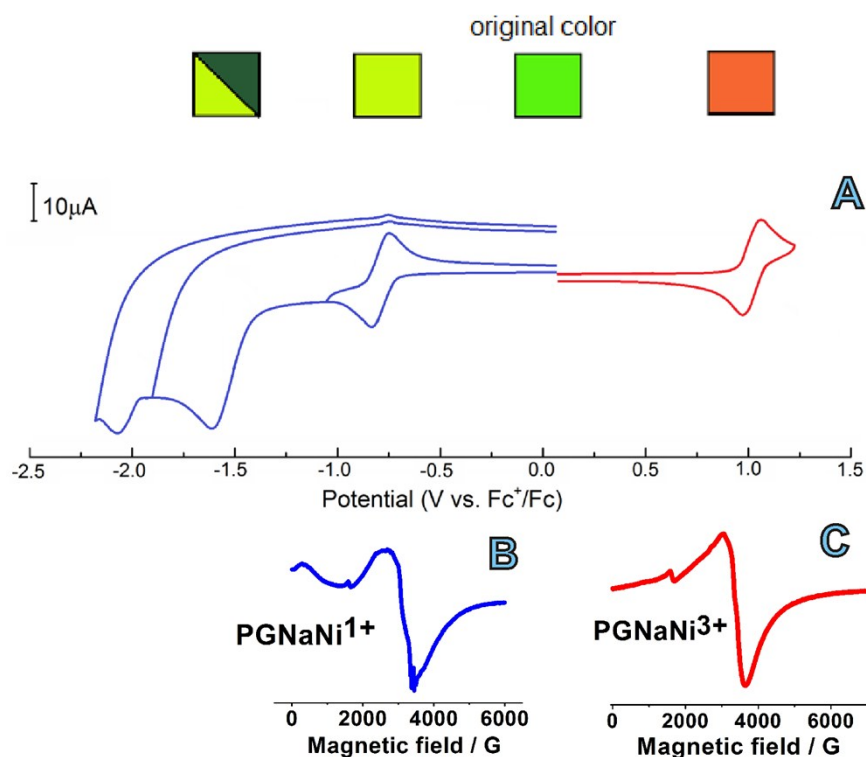 original color
10μA
A
-2.5 -2.0 -1.5 -1.0 -0.5 0.0 0.5 1.0 1.5
Potential (V vs. Fc⁺/Fc)
B
PGNaNi¹⁺
0 2000 4000 6000
Magnetic field / G
C
PGNaNi³⁺
0 2000 4000 6000
Magnetic field / G